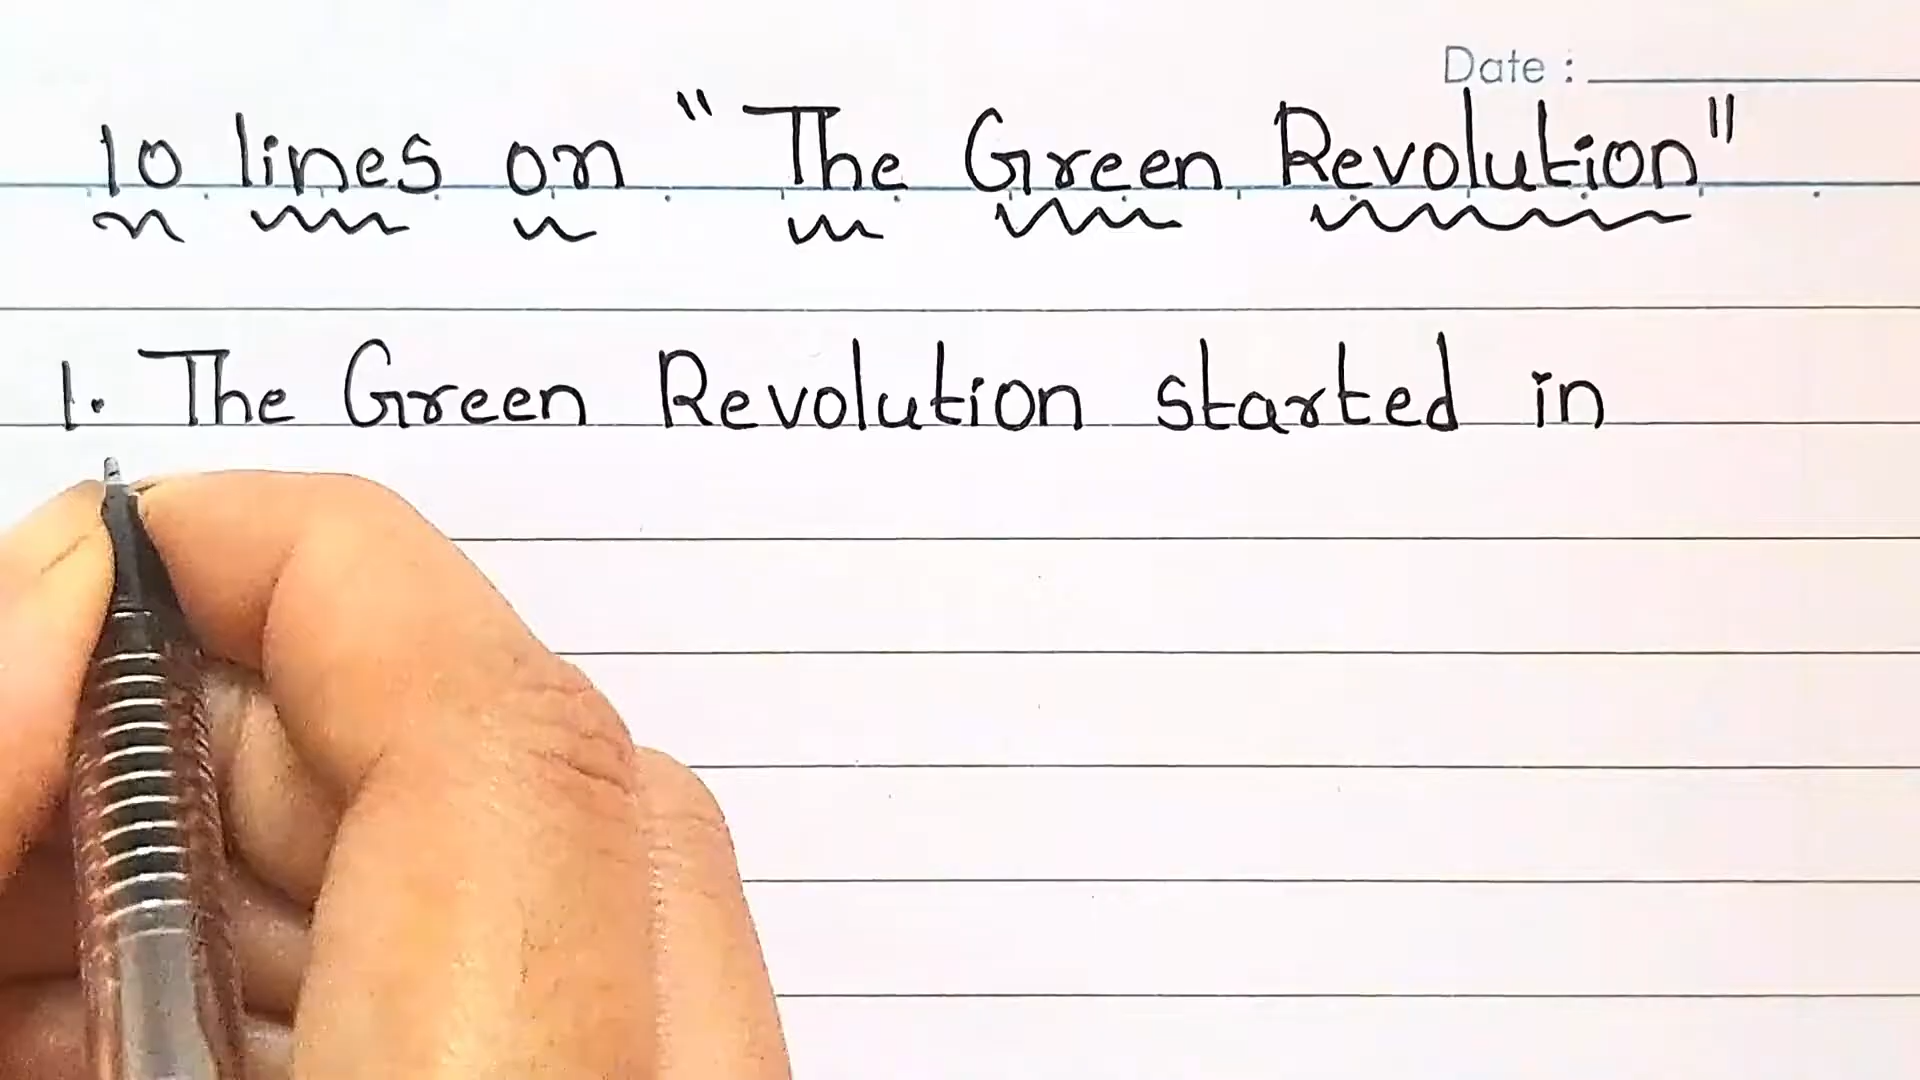 Date :
10 lines on "The Green Revolution"
1. The Green Revolution started in